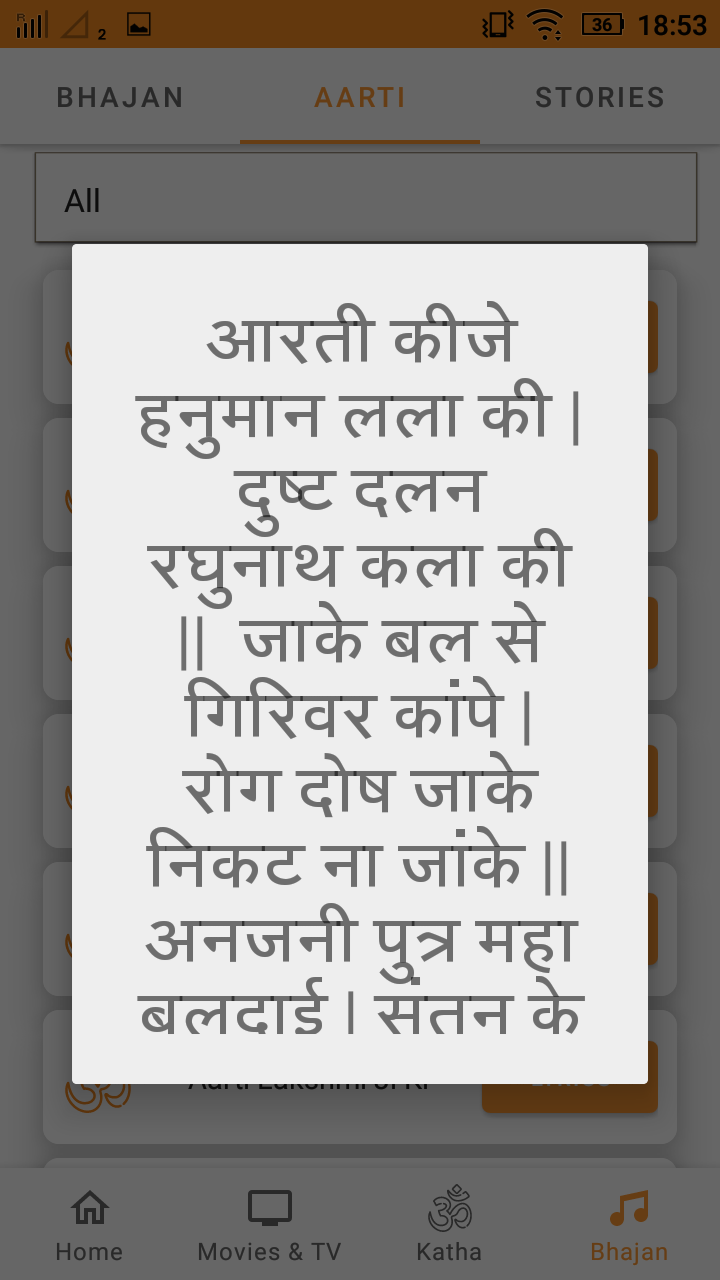 R
2
36
18:53
BHAJAN
AARTI
STORIES
All
आरती कीजे
हनुमान लला की |
दुष्ट दलन
रघुनाथ कला की
|| जाके बल से
गिरिवर कांपे |
रोग दोष जाके
निकट ना जांके ||
अनजनी पुत्र महा
बलदाई | संतन के
Aarti Lakshmi Ji Ki
Home
Movies & TV
Katha
Bhajan